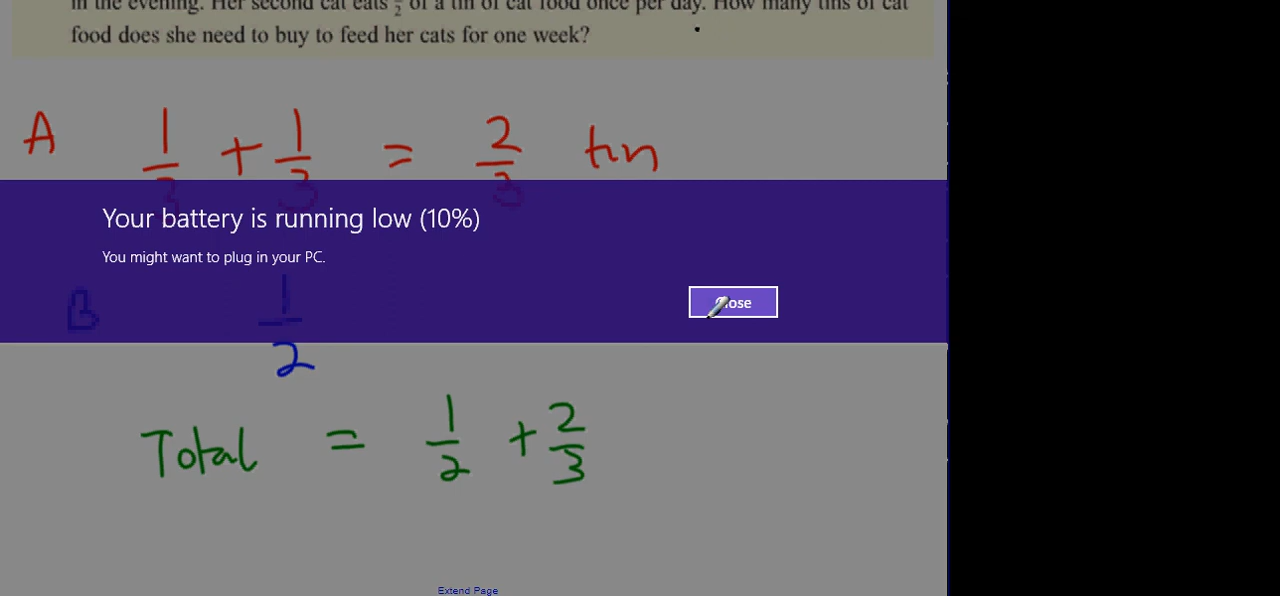 in the evening. Her second cat eats 1/2 of a tin of cat food once per day. How many tins of cat
food does she need to buy to feed her cats for one week?
A 1/3 + 1/3 = 2/3 tin
Your battery is running low (10%)
You might want to plug in your PC.
Close
B 1/2
Total = 1/2 + 2/3
Extend Page